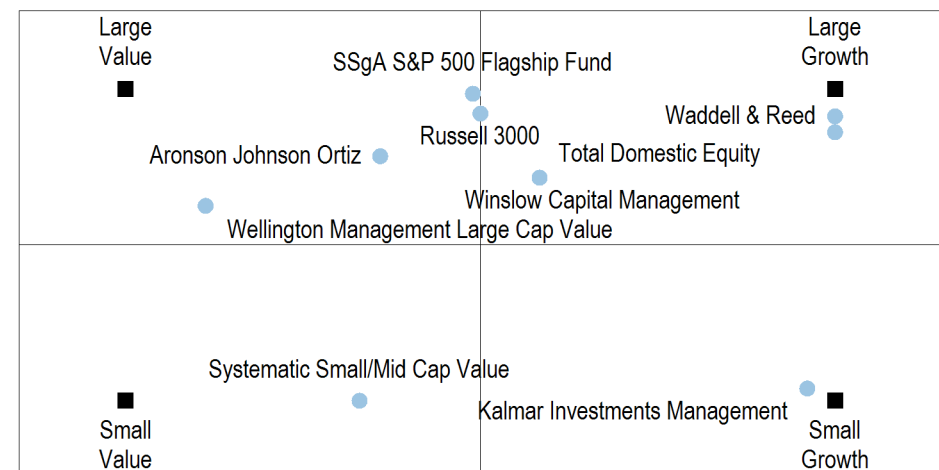 Large
Value
Large
Growth
SSgA S&P 500 Flagship Fund
Waddell & Reed
Russell 3000
Aronson Johnson Ortiz
Total Domestic Equity
Winslow Capital Management
Wellington Management Large Cap Value
Systematic Small/Mid Cap Value
Kalmar Investments Management
Small
Value
Small
Growth